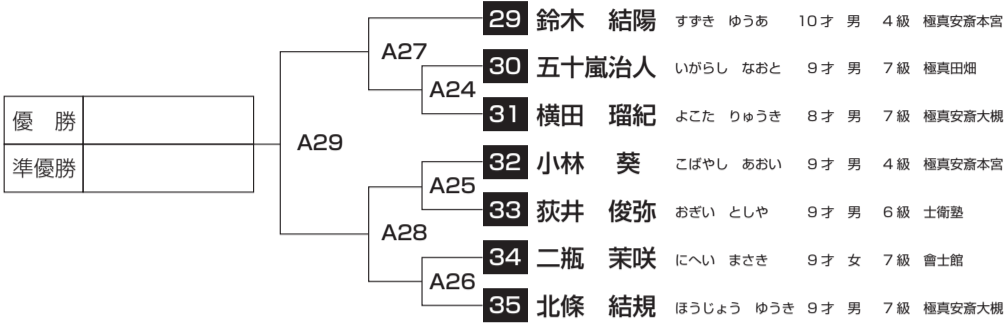 29 鈴木 結陽 すずき ゆうあ 10才 男 4級 極真安斎本宮
A27
30 五十嵐治人 いがらし なおと 9才 男 7級 極真田畑
A24
31 横田 瑠紀 よこた りゅうき 8才 男 7級 極真安斎大槻
優 勝
A29
準優勝
32 小林 葵 こばやし あおい 9才 男 4級 極真安斎本宮
A25
33 荻井 俊弥 おぎい としや 9才 男 6級 士衛塾
A28
34 二瓶 茉咲 にへい まさき 9才 女 7級 會士館
A26
35 北條 結規 ほうじょう ゆうき 9才 男 7級 極真安斎大槻